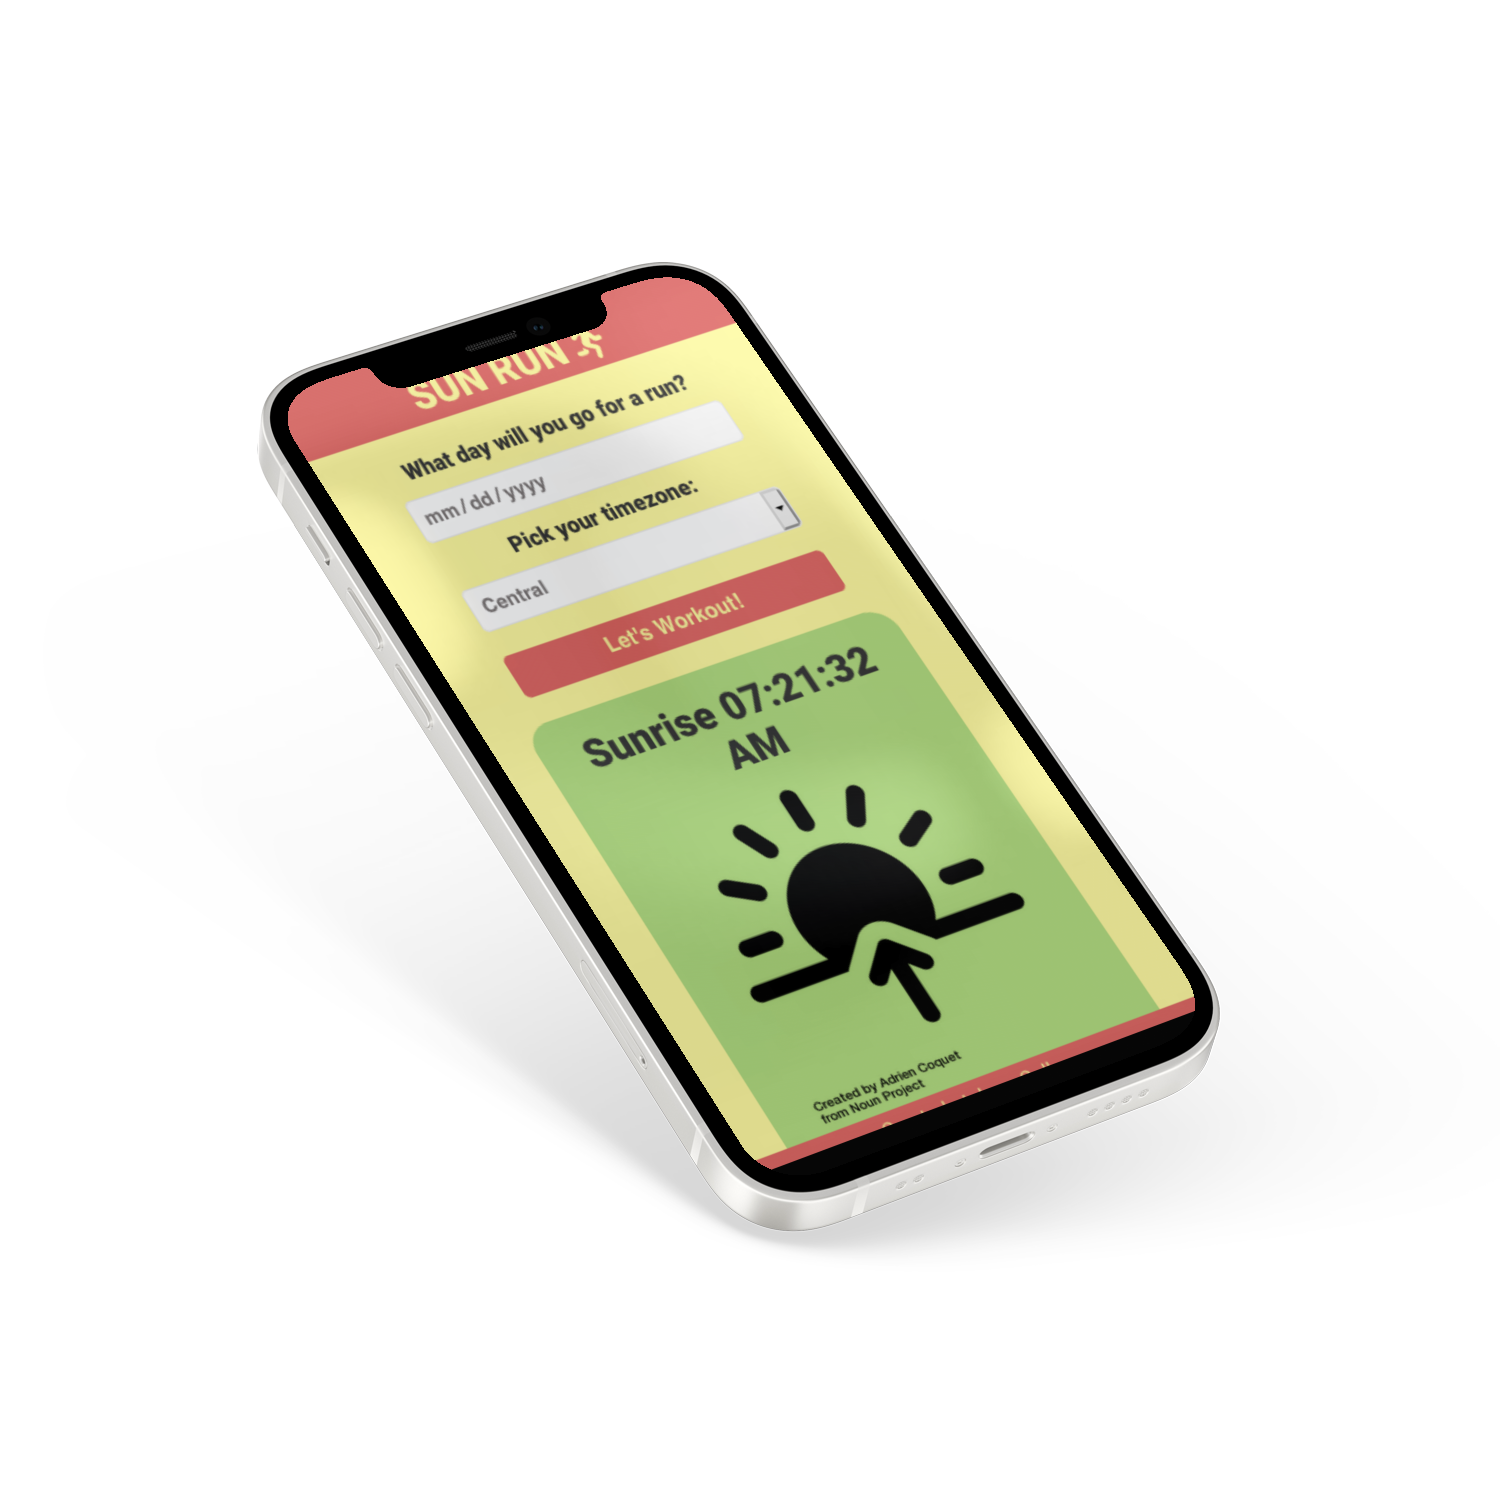 SUN RUN
What day will you go for a run?
mm/dd/yyyy
Pick your timezone:
Central
Let's Workout!
Sunrise 07:21:32
AM
Created by Adrien Coquet
from Noun Project